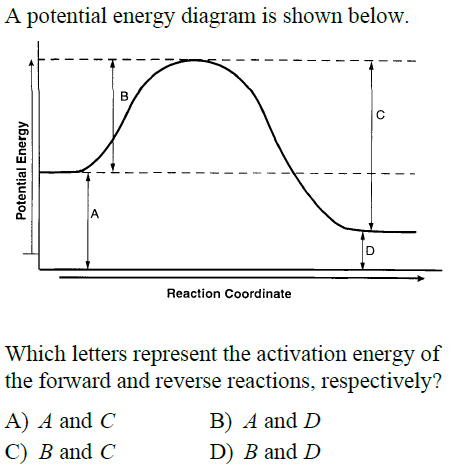 A potential energy diagram is shown below.
B
C
Potential Energy
A
D
Reaction Coordinate
Which letters represent the activation energy of
the forward and reverse reactions, respectively?
A) A and C B) A and D
C) B and C D) B and D